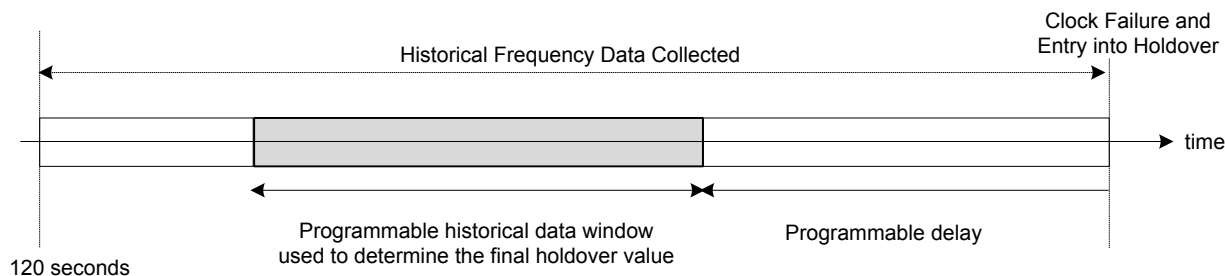 Clock Failure and
Entry into Holdover
Historical Frequency Data Collected
time
Programmable historical data window
used to determine the final holdover value
Programmable delay
120 seconds